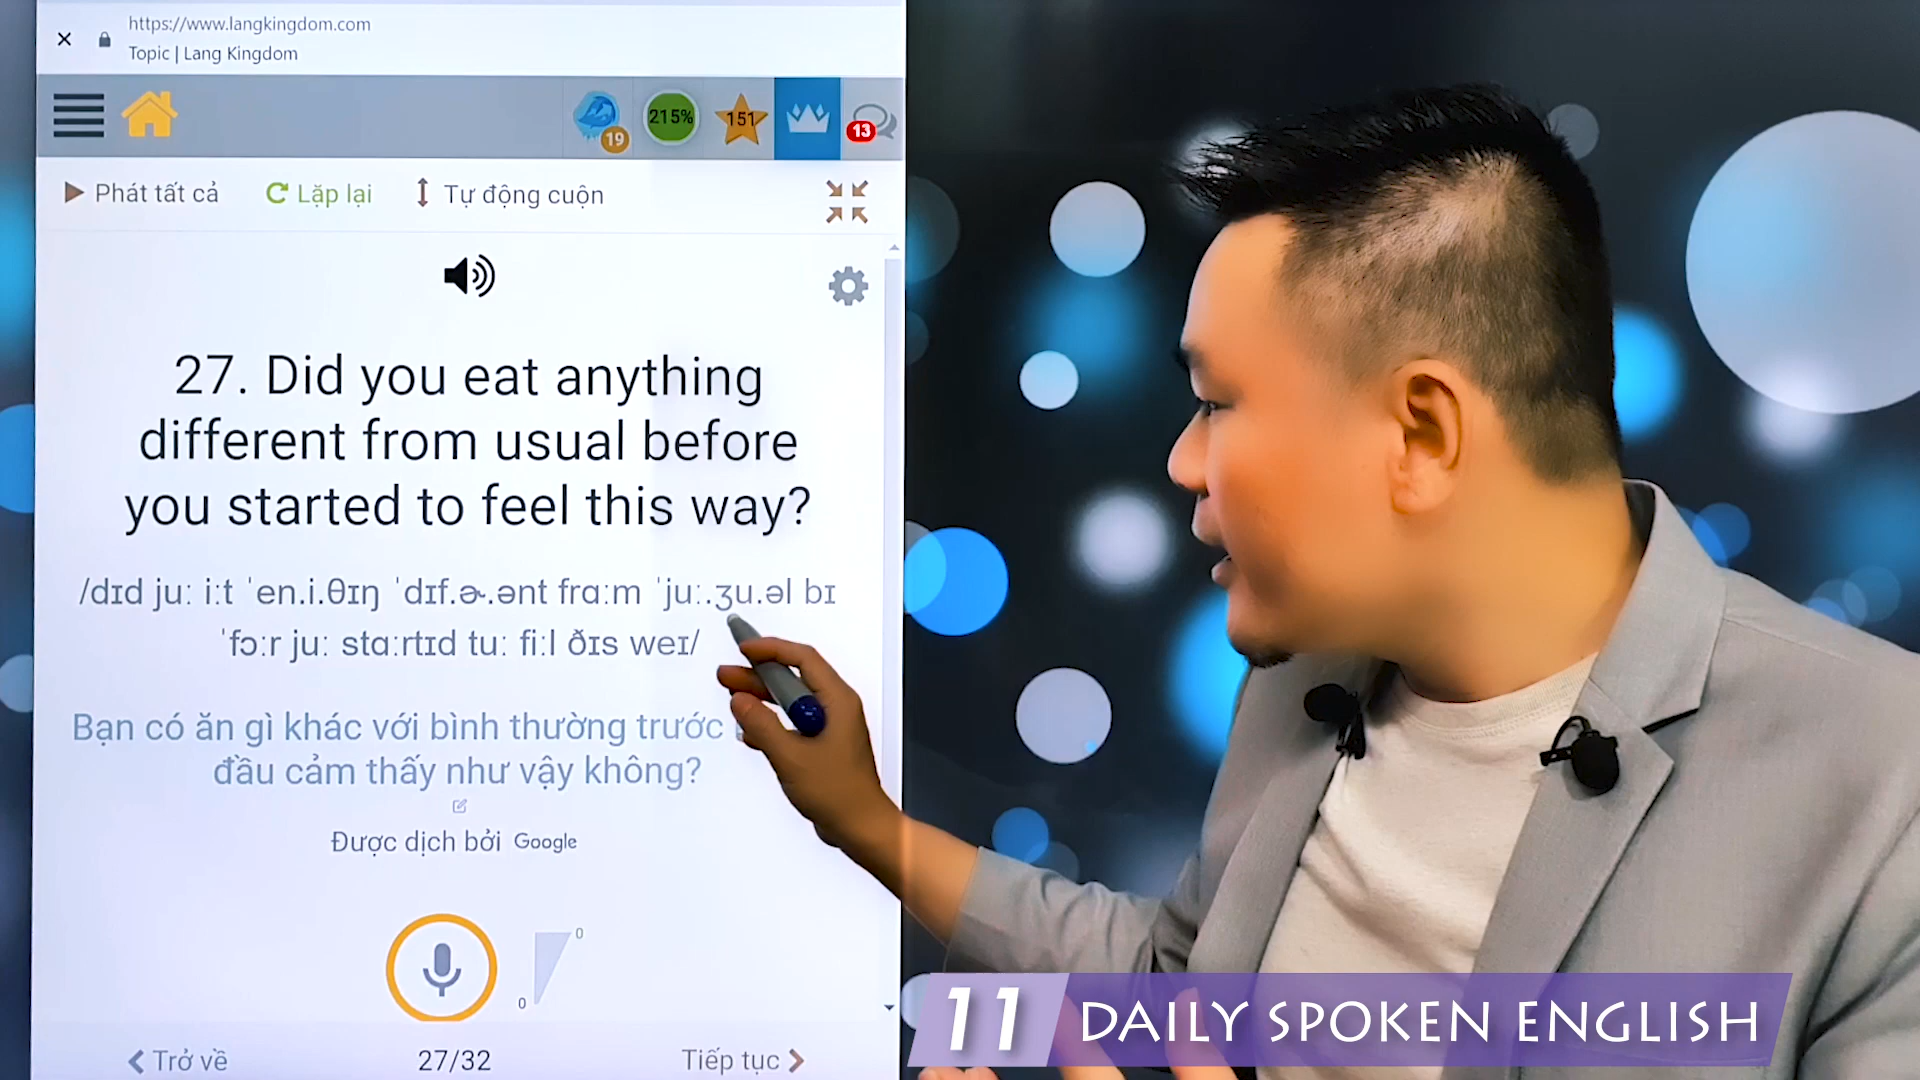 https://www.langkingdom.com
Topic | Lang Kingdom
19
215%
151
13
Phát tất cả
Lặp lại
Tự động cuộn
27. Did you eat anything
different from usual before
you started to feel this way?
/dɪd juː iːt ˈen.i.θɪŋ ˈdɪf.ɚ.ənt frɑːm ˈjuː.ʒu.əl bɪ
ˈfɔːr juː stɑːrtɪd tuː fiːl ðɪs weɪ/
Bạn có ăn gì khác với bình thường trước
đầu cảm thấy như vậy không?
Được dịch bởi Google
0
0
Trở về
27/32
Tiếp tục
11 DAILY SPOKEN ENGLISH